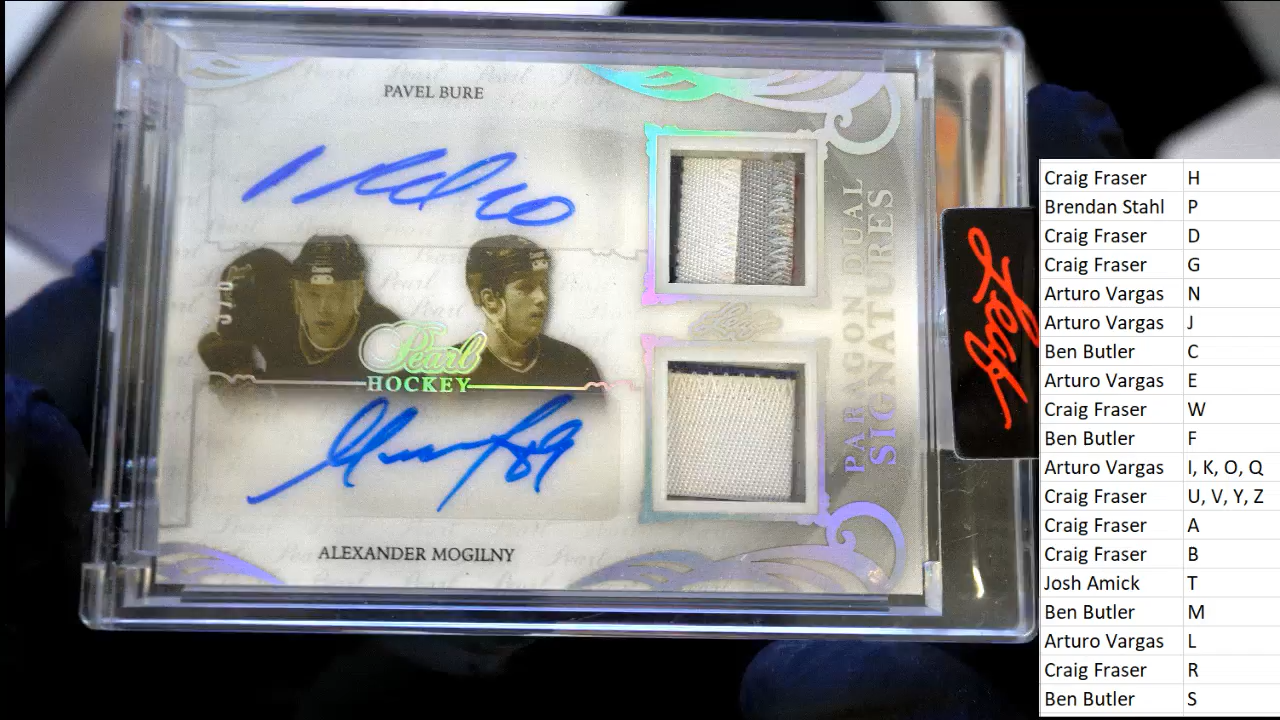 PAVEL BURE
Pearl
HOCKEY
ALEXANDER MOGILNY
PARAGON DUAL
SIGNATURES
Leaf
Leaf
Craig Fraser H
Brendan Stahl P
Craig Fraser D
Craig Fraser G
Arturo Vargas N
Arturo Vargas J
Ben Butler C
Arturo Vargas E
Craig Fraser W
Ben Butler F
Arturo Vargas I, K, O, Q
Craig Fraser U, V, Y, Z
Craig Fraser A
Craig Fraser B
Josh Amick T
Ben Butler M
Arturo Vargas L
Craig Fraser R
Ben Butler S